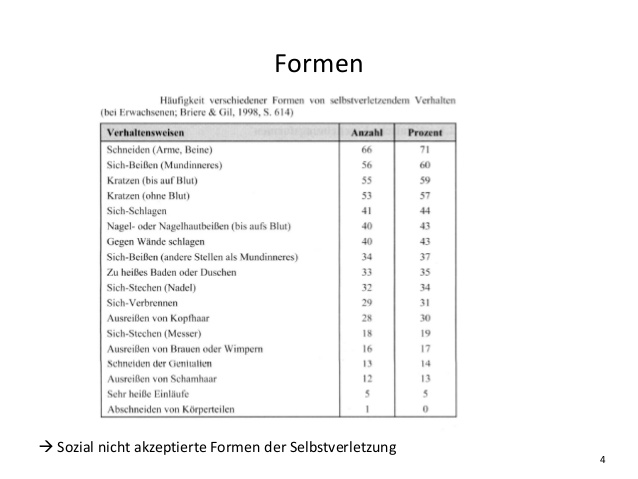 Formen
Häufigkeit verschiedener Formen von selbstverletzendem Verhalten
(bei Erwachsenen; Briere & Gil, 1998, S. 614)
Verhaltensweisen Anzahl Prozent
Schneiden (Arme, Beine) 66 71
Sich-Beißen (Mundinneres) 56 60
Kratzen (bis auf Blut) 55 59
Kratzen (ohne Blut) 53 57
Sich-Schlagen 41 44
Nagel- oder Nagelhautbeißen (bis aufs Blut) 40 43
Gegen Wände schlagen 40 43
Sich-Beißen (andere Stellen als Mundinneres) 34 37
Zu heißes Baden oder Duschen 33 35
Sich-Stechen (Nadel) 32 34
Sich-Verbrennen 29 31
Ausreißen von Kopfhaar 28 30
Sich-Stechen (Messer) 18 19
Ausreißen von Brauen oder Wimpern 16 17
Schneiden der Genitalien 13 14
Ausreißen von Schamhaar 12 13
Sehr heiße Einläufe 5 5
Abschneiden von Körperteilen 1 0
→ Sozial nicht akzeptierte Formen der Selbstverletzung
4